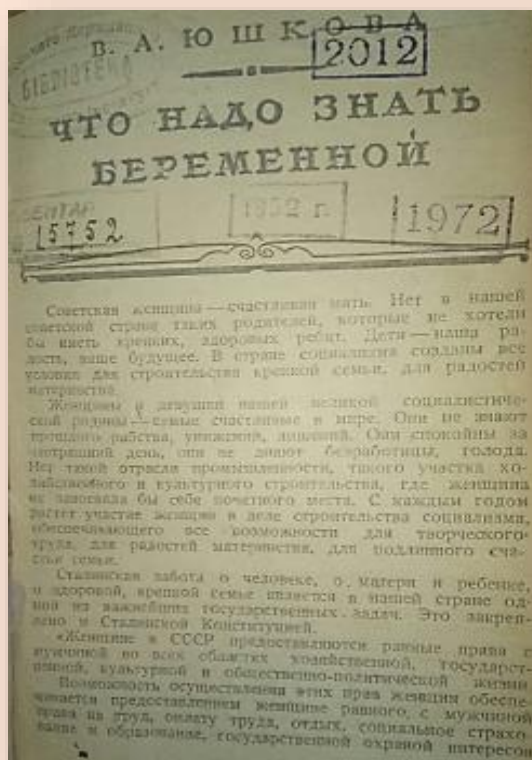 БІБЛІОТЕКА
В. А. ЮШКОВА
2012
ЧТО НАДО ЗНАТЬ
БЕРЕМЕННОЙ
15752
1952 г.
1972
Советская женщина — счастливая мать. Нет в нашей
советской стране таких родителей, которые не хотели
бы иметь крепких, здоровых ребят. Дети — наша ра-
дость, наше будущее. В стране социализма созданы все
условия для строительства крепкой семьи, для радостей
материнства.
Женщины и девушки нашей великой социалистиче-
ской родины — самые счастливые в мире. Они не знают
прошлого рабства, унижений, лишений. Они спокойны за
завтрашний день, они не знают безработицы, голода.
Нет такой отрасли промышленности, такого участка хо-
зяйственного и культурного строительства, где женщина
не завоевала бы себе почетного места. С каждым годом
растет участие женщин в деле строительства социализма,
обеспечивающего все возможности для творческого
труда, для радостей материнства, для подлинного сча-
стья семьи.
Сталинская забота о человеке, о матери и ребенке,
о здоровой, крепкой семье является в нашей стране од-
ной из важнейших государственных задач. Это закреп-
лено и Сталинской Конституцией.
«Женщине в СССР предоставляются равные права с
мужчиной во всех областях хозяйственной, государст-
венной, культурной и общественно-политической жизни.
Возможность осуществления этих прав женщин обеспе-
чивается предоставлением женщине равного с мужчиной
права на труд, оплату труда, отдых, социальное страхо-
вание и образование, государственной охраной интересов